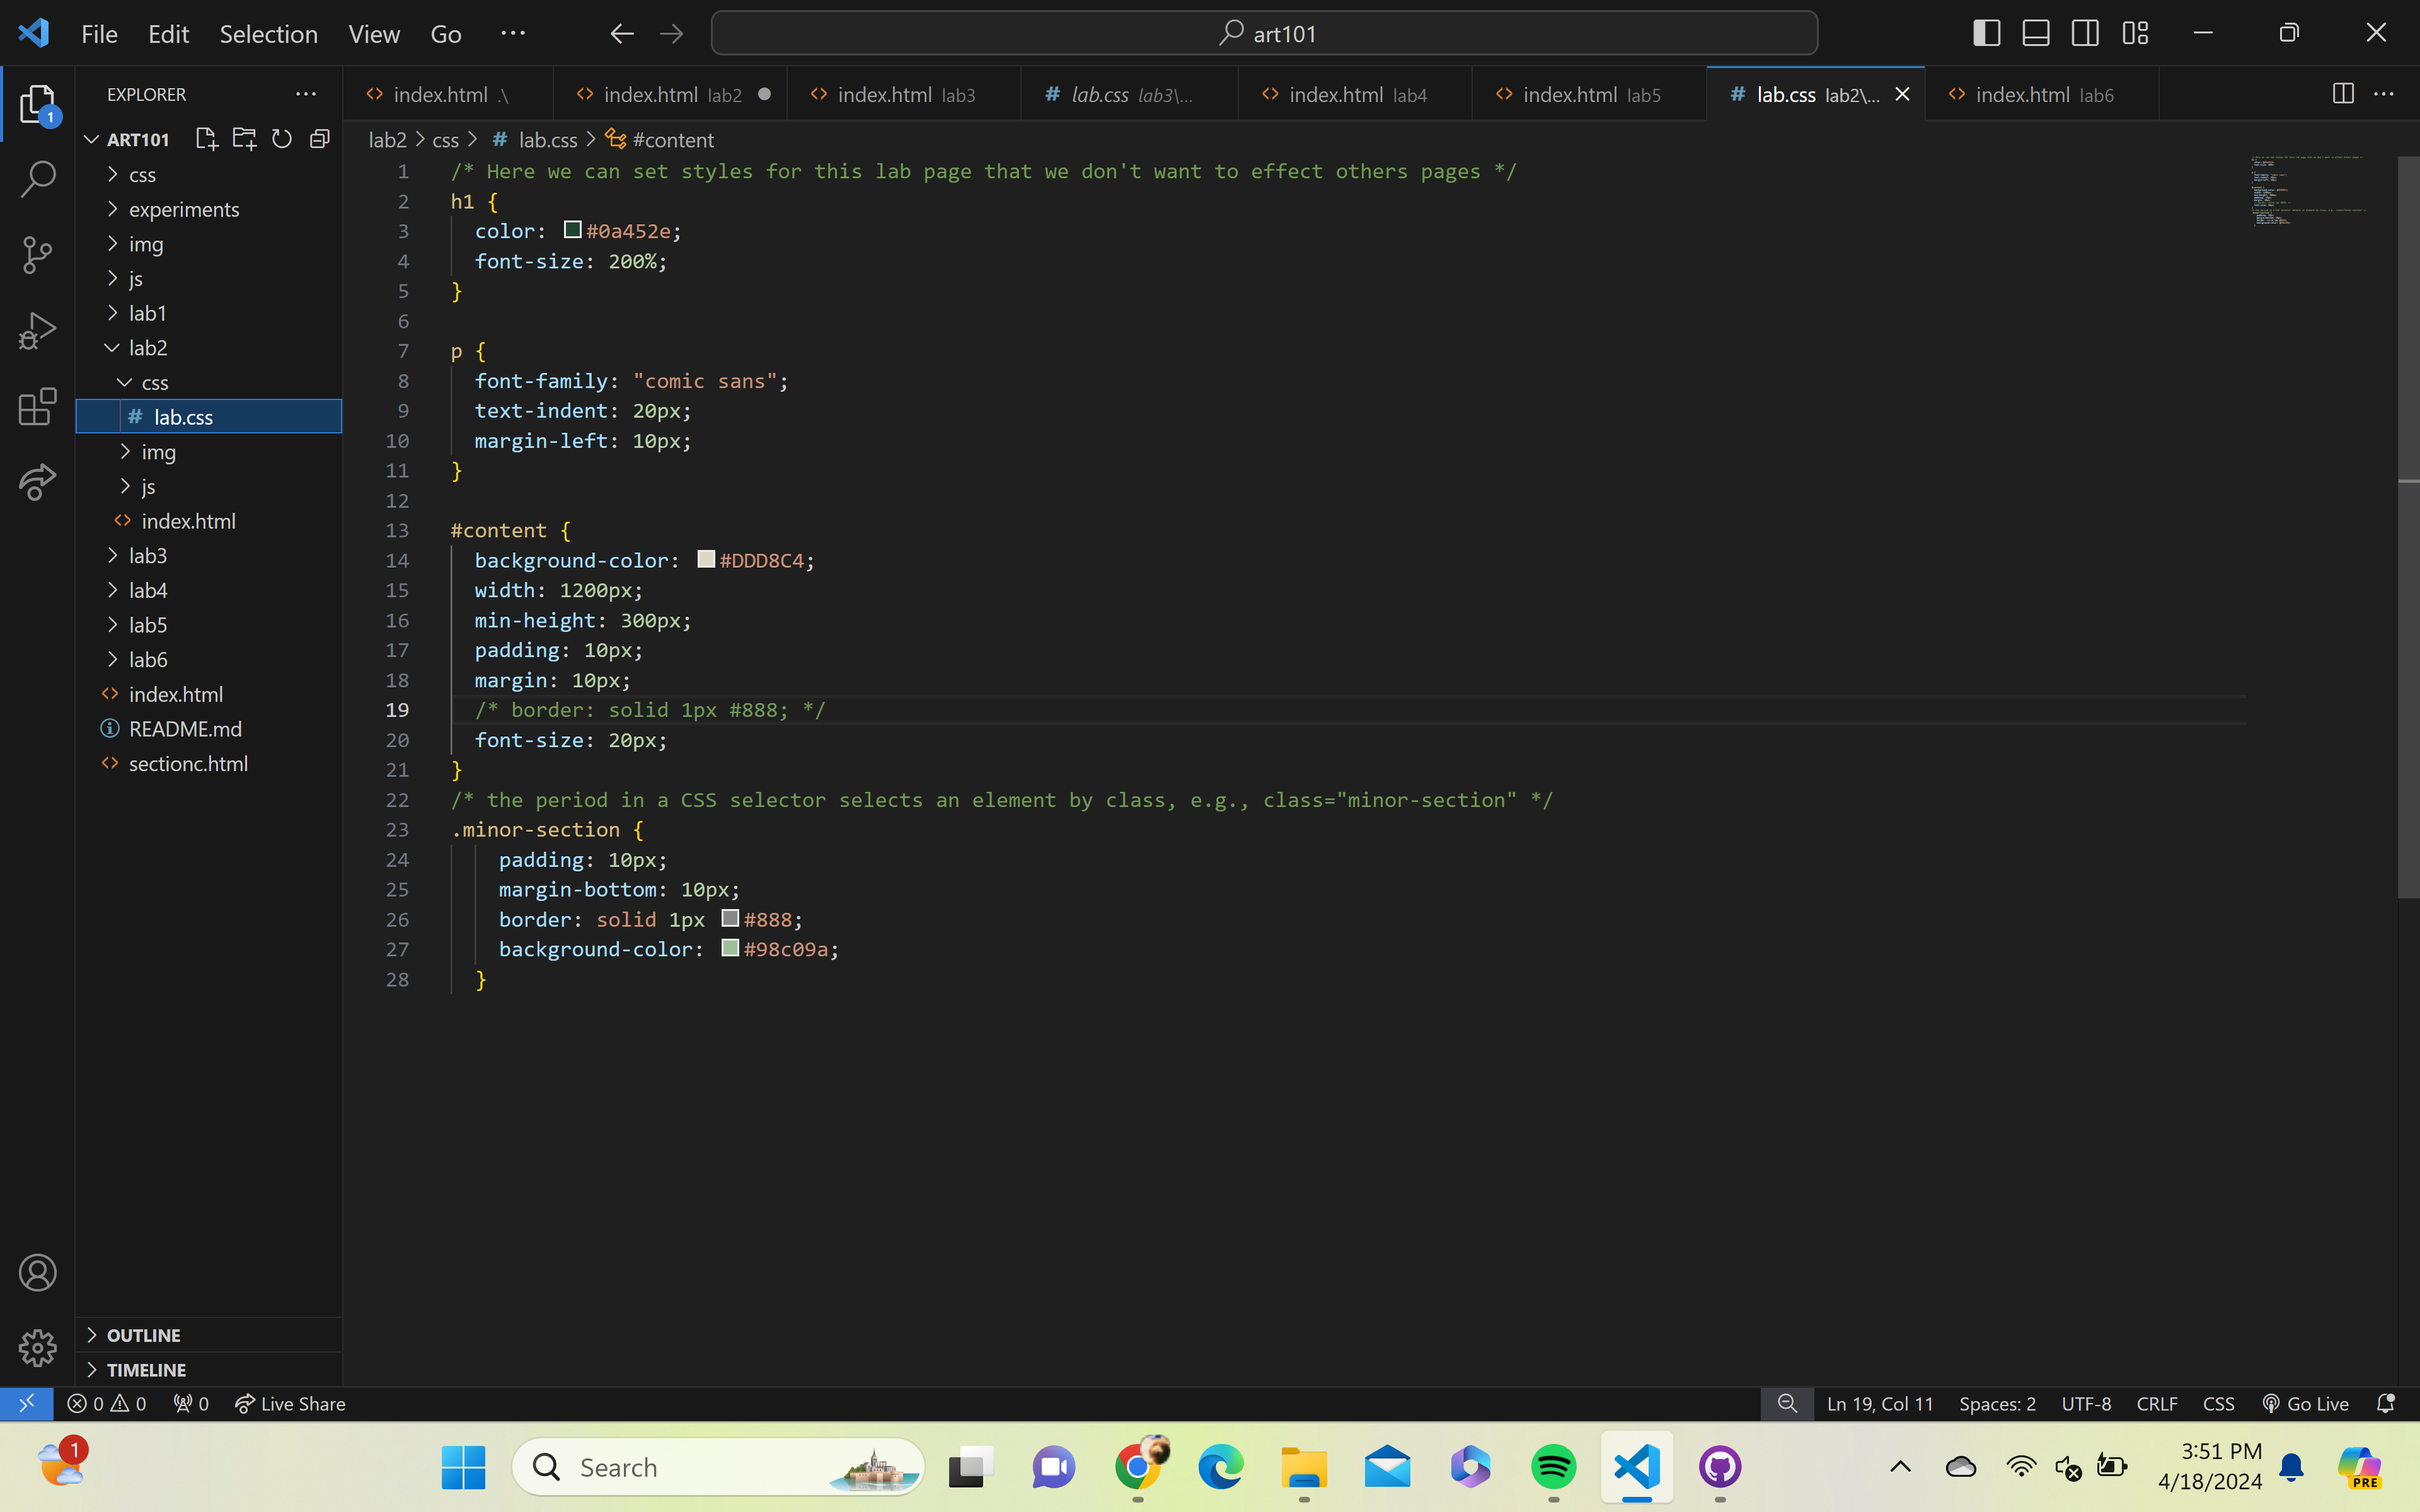 File Edit Selection View Go ... art101
EXPLORER ...
index.html .\ index.html lab2 index.html lab3 # lab.css lab3\... index.html lab4 index.html lab5 # lab.css lab2\... index.html lab6 ...
ART101
lab2 > css > # lab.css > #content
css
experiments
img
js
lab1
lab2
css
# lab.css
img
js
index.html
lab3
lab4
lab5
lab6
index.html
README.md
sectionc.html
1 /* Here we can set styles for this lab page that we don't want to effect others pages */
2 h1 {
3 color: #0a452e;
4 font-size: 200%;
5 }
6
7 p {
8 font-family: "comic sans";
9 text-indent: 20px;
10 margin-left: 10px;
11 }
12
13 #content {
14 background-color: #DDD8C4;
15 width: 1200px;
16 min-height: 300px;
17 padding: 10px;
18 margin: 10px;
19 /* border: solid 1px #888; */
20 font-size: 20px;
21 }
22 /* the period in a CSS selector selects an element by class, e.g., class="minor-section" */
23 .minor-section {
24 padding: 10px;
25 margin-bottom: 10px;
26 border: solid 1px #888;
27 background-color: #98c09a;
28 }
1
OUTLINE
TIMELINE
0 0 0 Live Share Ln 19, Col 11 Spaces: 2 UTF-8 CRLF CSS Go Live
1 Search 3:51 PM
4/18/2024 PRE